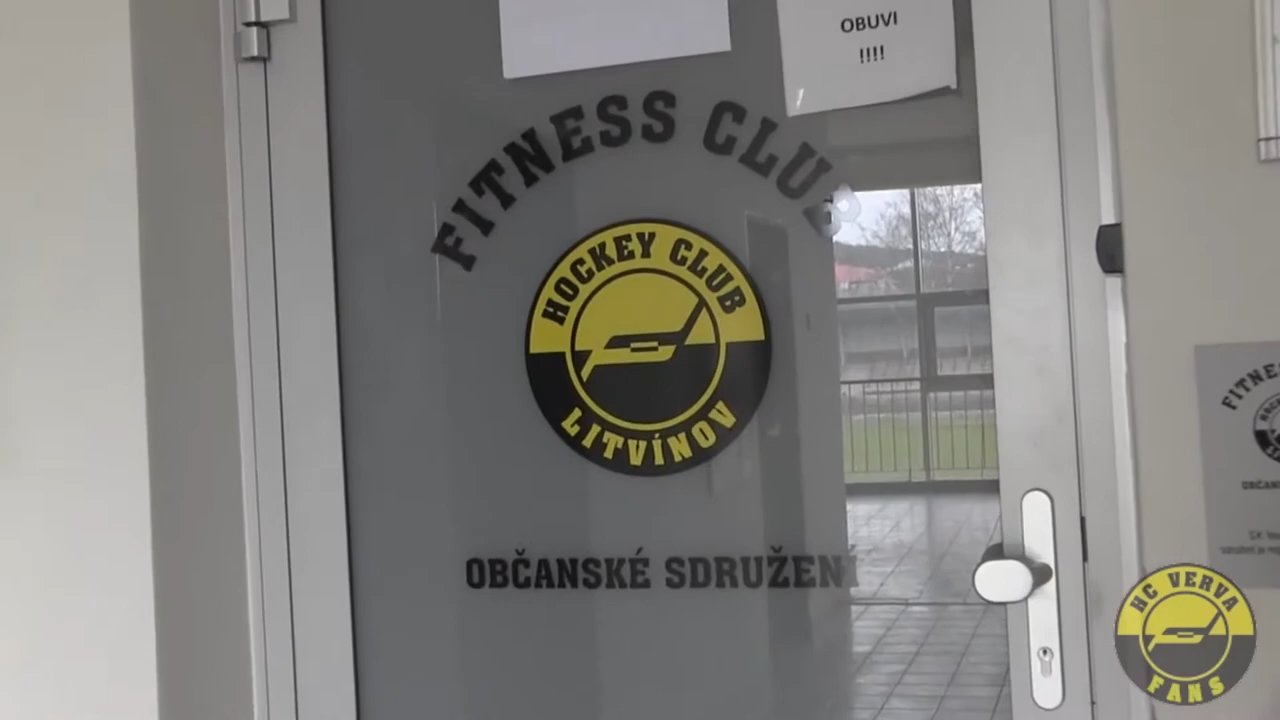 OBUVI
!!!!
FITNESS CLUB
HOCKEY CLUB
LITVÍNOV
OBČANSKÉ SDRUŽENÍ
HC VERVA
FANS